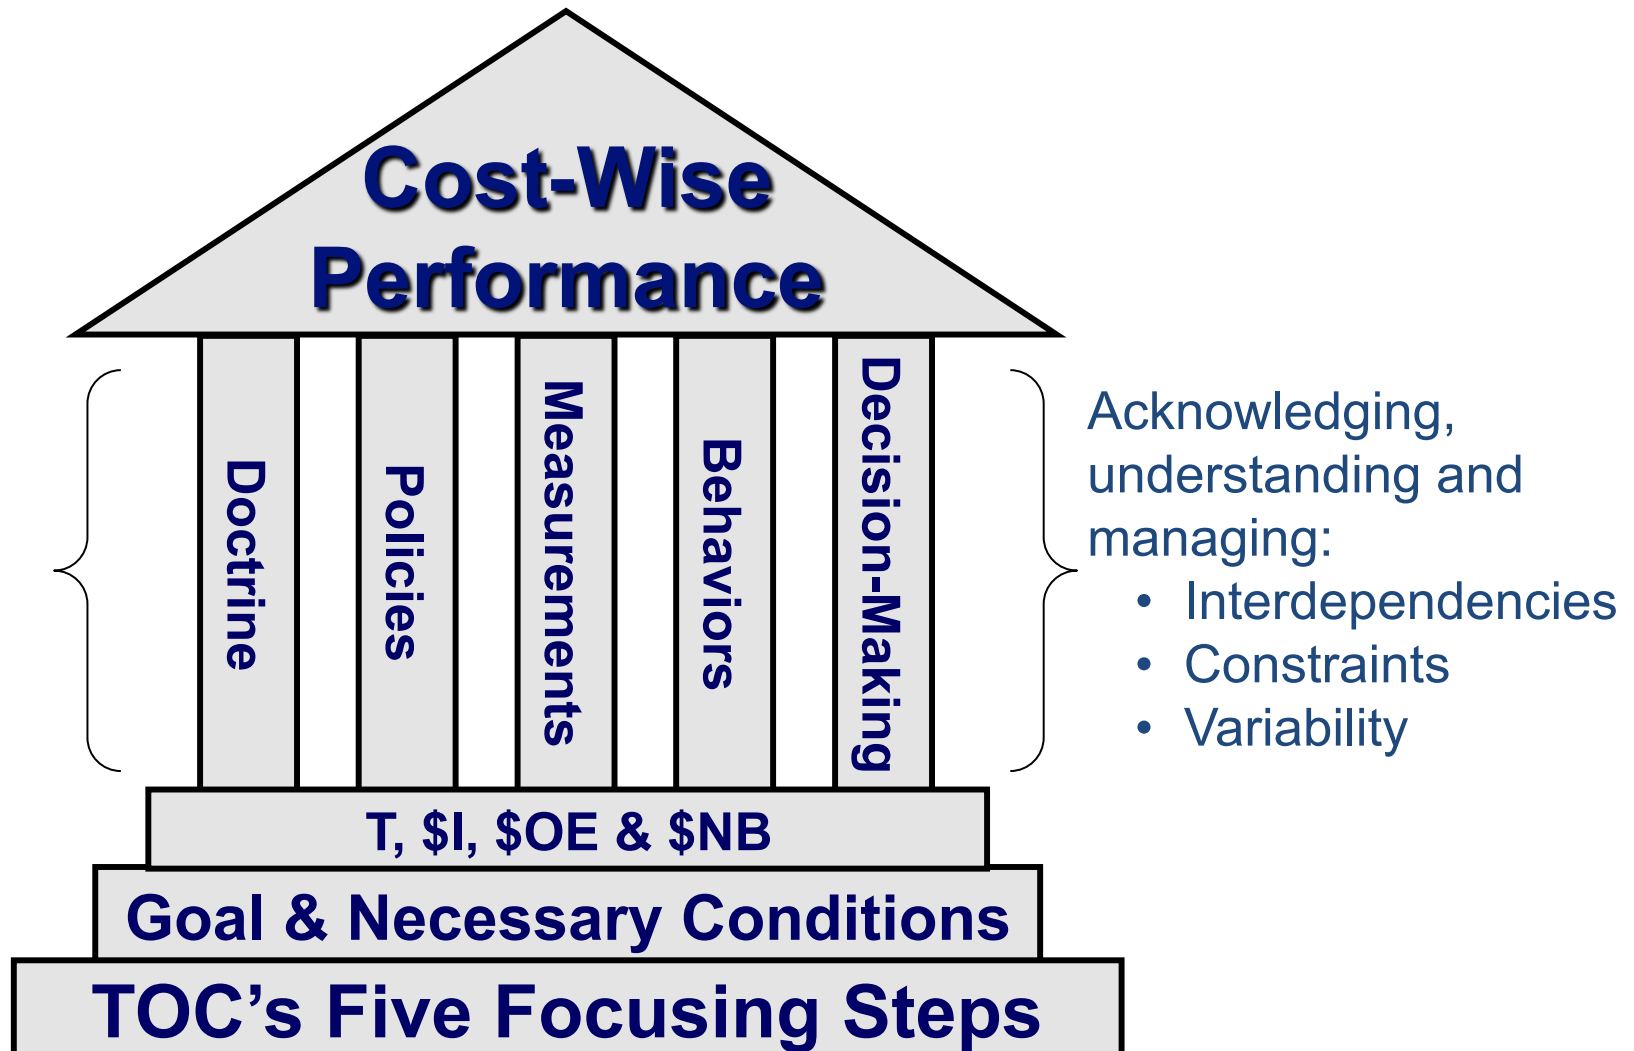 Cost-Wise
Performance
Doctrine
Policies
Measurements
Behaviors
Decision-Making
Acknowledging,
understanding and
managing:
• Interdependencies
• Constraints
• Variability
T, $I, $OE & $NB
Goal & Necessary Conditions
TOC’s Five Focusing Steps